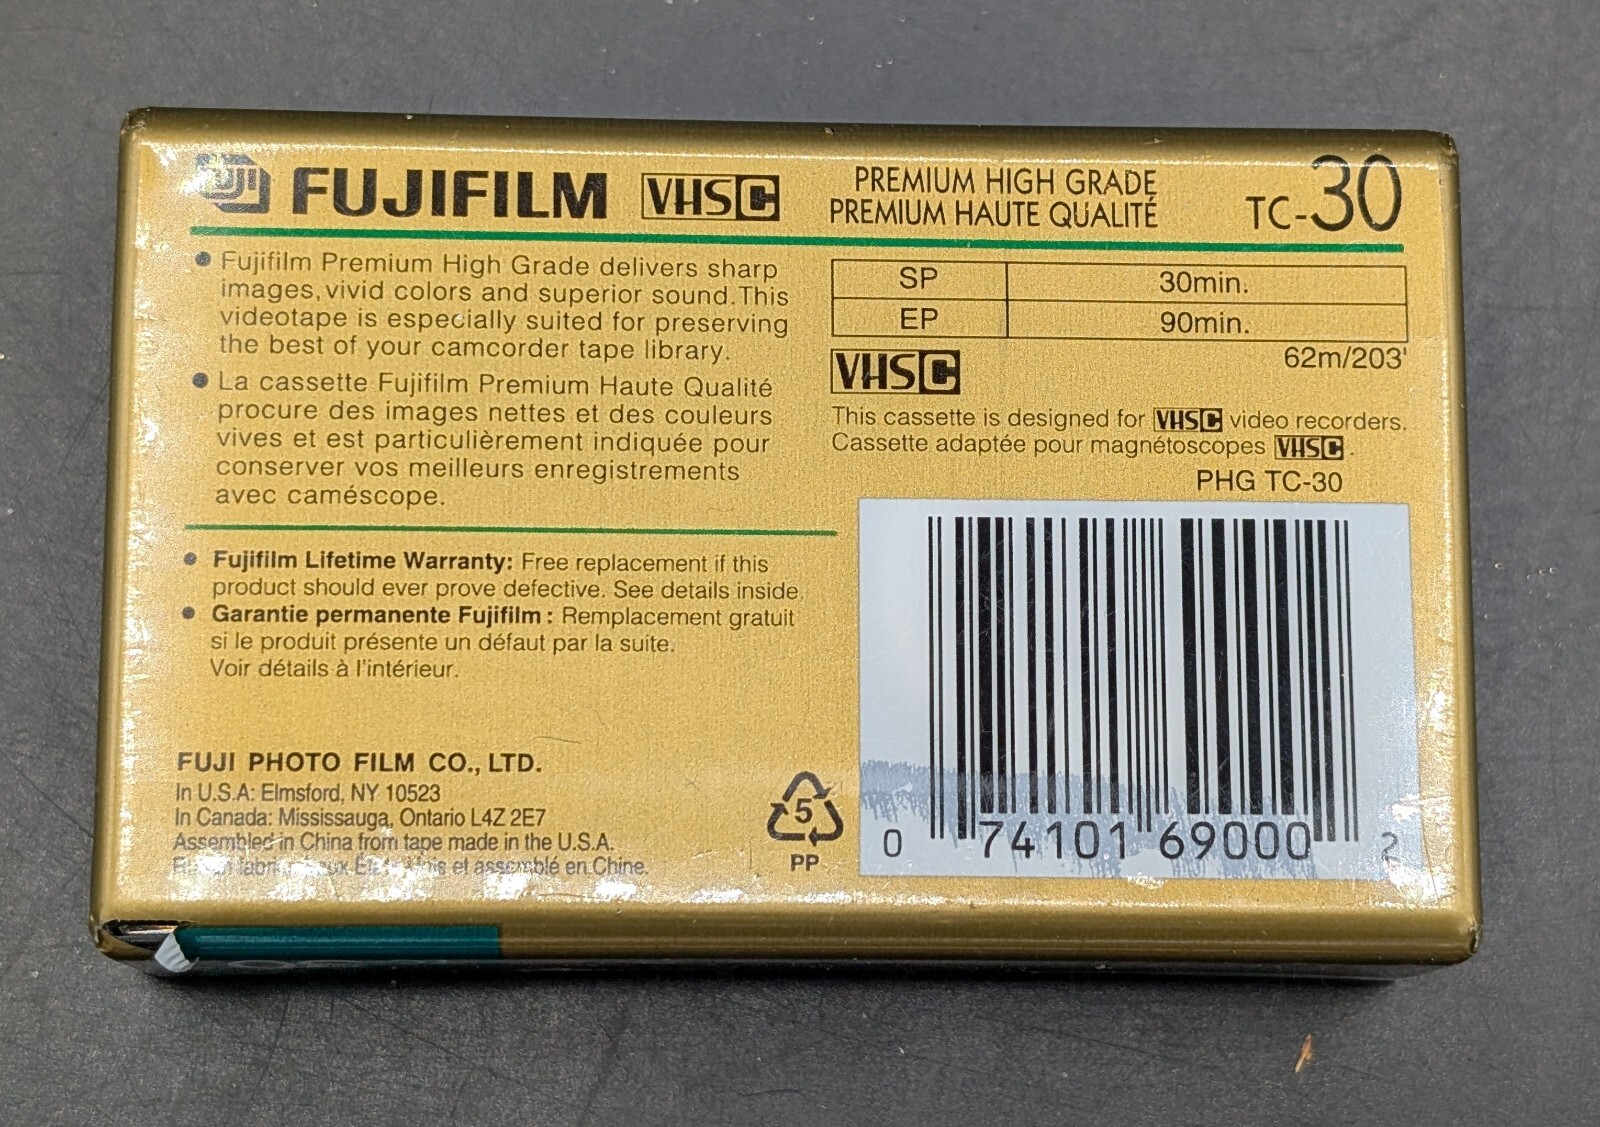 FUJI FUJIFILM VHSC PREMIUM HIGH GRADE
PREMIUM HAUTE QUALITÉ
TC-30
• Fujifilm Premium High Grade delivers sharp
images, vivid colors and superior sound. This
videotape is especially suited for preserving
the best of your camcorder tape library.
• La cassette Fujifilm Premium Haute Qualité
procure des images nettes et des couleurs
vives et est particulièrement indiquée pour
conserver vos meilleurs enregistrements
avec caméscope.
• Fujifilm Lifetime Warranty: Free replacement if this
product should ever prove defective. See details inside.
• Garantie permanente Fujifilm : Remplacement gratuit
si le produit présente un défaut par la suite.
Voir détails à l'intérieur.
FUJI PHOTO FILM CO., LTD.
In U.S.A: Elmsford, NY 10523
In Canada: Mississauga, Ontario L4Z 2E7
Assembled in China from tape made in the U.S.A.
et assemblé en Chine.
5
PP
SP 30min.
EP 90min.
62m/203'
VHSC
This cassette is designed for VHSC video recorders.
Cassette adaptée pour magnétoscopes VHSC.
PHG TC-30
0 74101 69000 2